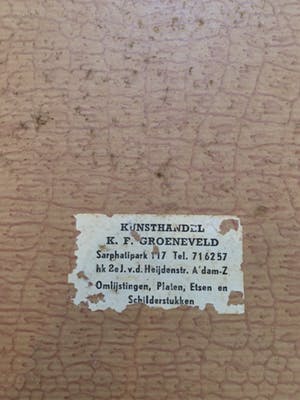 KUNSTHANDEL
K. F. GROENEVELD
Sarphatipark 117 Tel. 716257
hk 2e J. v. d. Heijdenstr. A'dam-Z
Omlijstingen, Platen, Etsen en
Schilderstukken